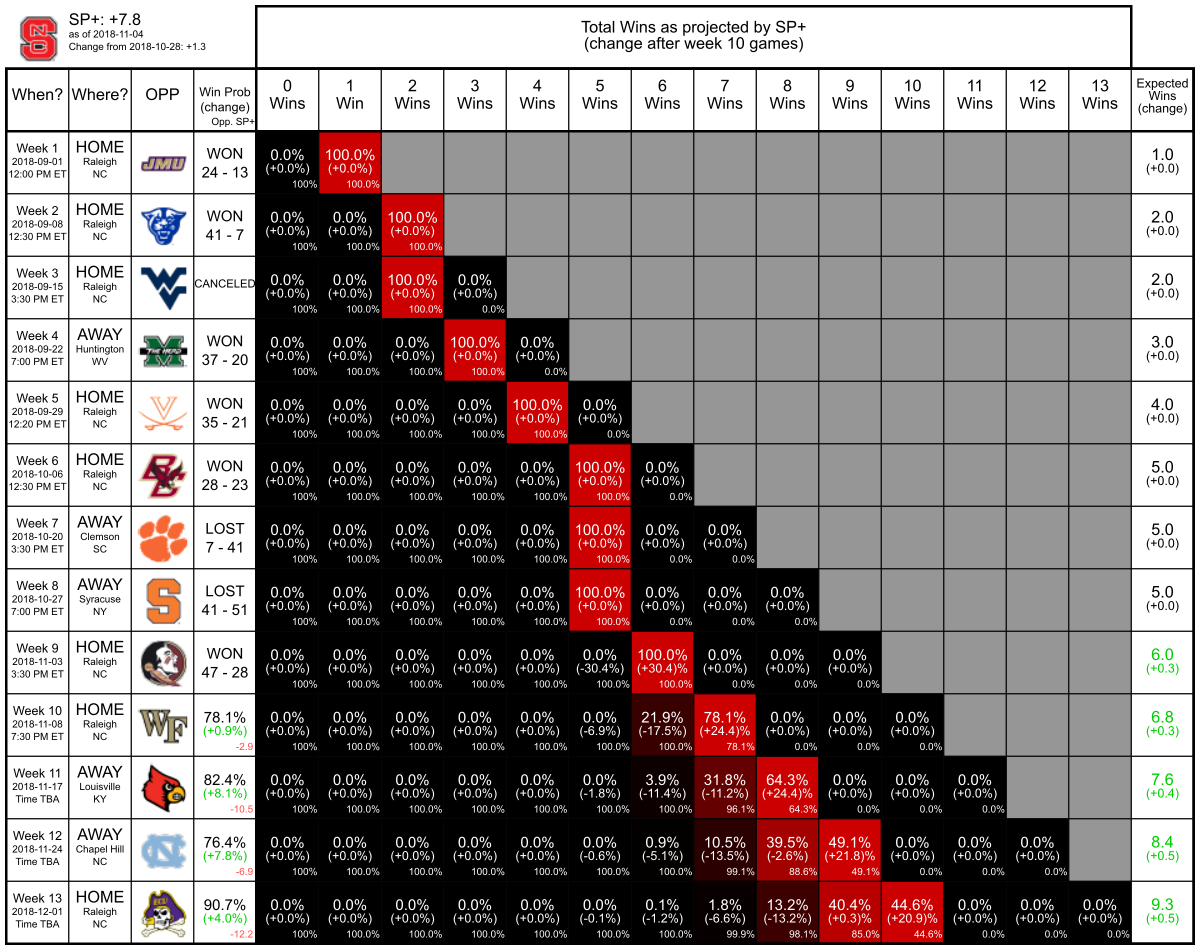 SP+: +7.8
as of 2018-11-04
Change from 2018-10-28: +1.3
Total Wins as projected by SP+
(change after week 10 games)
When? Where? OPP Win Prob (change) Opp. SP+ 0 Wins 1 Win 2 Wins 3 Wins 4 Wins 5 Wins 6 Wins 7 Wins 8 Wins 9 Wins 10 Wins 11 Wins 12 Wins 13 Wins Expected Wins (change)
Week 1 HOME JMU WON 0.0% 100.0% 1.0
2018-09-01 Raleigh 24 - 13 (+0.0%) (+0.0%) (+0.0)
12:00 PM ET NC 100% 100.0%
Week 2 HOME WON 0.0% 0.0% 100.0% 2.0
2018-09-08 Raleigh 41 - 7 (+0.0%) (+0.0%) (+0.0%) (+0.0)
12:30 PM ET NC 100% 100.0% 100.0%
Week 3 HOME WV CANCELED 0.0% 0.0% 100.0% 0.0% 2.0
2018-09-15 Raleigh (+0.0%) (+0.0%) (+0.0%) (+0.0%) (+0.0)
3:30 PM ET NC 100% 100.0% 100.0% 0.0%
Week 4 AWAY M THE HERD WON 0.0% 0.0% 0.0% 100.0% 0.0% 3.0
2018-09-22 Huntington 37 - 20 (+0.0%) (+0.0%) (+0.0%) (+0.0%) (+0.0%) (+0.0)
7:00 PM ET WV 100% 100.0% 100.0% 100.0% 0.0%
Week 5 HOME V WON 0.0% 0.0% 0.0% 0.0% 100.0% 0.0% 4.0
2018-09-29 Raleigh 35 - 21 (+0.0%) (+0.0%) (+0.0%) (+0.0%) (+0.0%) (+0.0%) (+0.0)
12:20 PM ET NC 100% 100.0% 100.0% 100.0% 100.0% 0.0%
Week 6 HOME BC WON 0.0% 0.0% 0.0% 0.0% 0.0% 100.0% 0.0% 5.0
2018-10-06 Raleigh 28 - 23 (+0.0%) (+0.0%) (+0.0%) (+0.0%) (+0.0%) (+0.0%) (+0.0%) (+0.0)
12:30 PM ET NC 100% 100.0% 100.0% 100.0% 100.0% 100.0% 0.0%
Week 7 AWAY LOST 0.0% 0.0% 0.0% 0.0% 0.0% 100.0% 0.0% 0.0% 5.0
2018-10-20 Clemson 7 - 41 (+0.0%) (+0.0%) (+0.0%) (+0.0%) (+0.0%) (+0.0%) (+0.0%) (+0.0%) (+0.0)
3:30 PM ET SC 100% 100.0% 100.0% 100.0% 100.0% 100.0% 0.0% 0.0%
Week 8 AWAY S LOST 0.0% 0.0% 0.0% 0.0% 0.0% 100.0% 0.0% 0.0% 0.0% 5.0
2018-10-27 Syracuse 41 - 51 (+0.0%) (+0.0%) (+0.0%) (+0.0%) (+0.0%) (+0.0%) (+0.0%) (+0.0%) (+0.0%) (+0.0)
7:00 PM ET NY 100% 100.0% 100.0% 100.0% 100.0% 100.0% 0.0% 0.0% 0.0%
Week 9 HOME WON 0.0% 0.0% 0.0% 0.0% 0.0% 0.0% 100.0% 0.0% 0.0% 0.0% 6.0
2018-11-03 Raleigh 47 - 28 (+0.0%) (+0.0%) (+0.0%) (+0.0%) (+0.0%) (-30.4%) (+30.4)% (+0.0%) (+0.0%) (+0.0%) (+0.3)
3:30 PM ET NC 100% 100.0% 100.0% 100.0% 100.0% 100.0% 100.0% 0.0% 0.0% 0.0%
Week 10 HOME WF 78.1% 0.0% 0.0% 0.0% 0.0% 0.0% 0.0% 21.9% 78.1% 0.0% 0.0% 0.0% 6.8
2018-11-08 Raleigh (+0.9%) (+0.0%) (+0.0%) (+0.0%) (+0.0%) (+0.0%) (-6.9%) (-17.5%) (+24.4)% (+0.0%) (+0.0%) (+0.0%) (+0.3)
7:30 PM ET NC -2.9 100% 100.0% 100.0% 100.0% 100.0% 100.0% 100.0% 78.1% 0.0% 0.0% 0.0%
Week 11 AWAY 82.4% 0.0% 0.0% 0.0% 0.0% 0.0% 0.0% 3.9% 31.8% 64.3% 0.0% 0.0% 0.0% 7.6
2018-11-17 Louisville (+8.1%) (+0.0%) (+0.0%) (+0.0%) (+0.0%) (+0.0%) (-1.8%) (-11.4%) (-11.2%) (+24.4)% (+0.0%) (+0.0%) (+0.0%) (+0.4)
Time TBA KY -10.5 100% 100.0% 100.0% 100.0% 100.0% 100.0% 100.0% 96.1% 64.3% 0.0% 0.0% 0.0%
Week 12 AWAY NC 76.4% 0.0% 0.0% 0.0% 0.0% 0.0% 0.0% 0.9% 10.5% 39.5% 49.1% 0.0% 0.0% 0.0% 8.4
2018-11-24 Chapel Hill (+7.8%) (+0.0%) (+0.0%) (+0.0%) (+0.0%) (+0.0%) (-0.6%) (-5.1%) (-13.5%) (-2.6%) (+21.8)% (+0.0%) (+0.0%) (+0.0%) (+0.5)
Time TBA NC -6.9 100% 100.0% 100.0% 100.0% 100.0% 100.0% 100.0% 99.1% 88.6% 49.1% 0.0% 0.0% 0.0%
Week 13 HOME ECU 90.7% 0.0% 0.0% 0.0% 0.0% 0.0% 0.0% 0.1% 1.8% 13.2% 40.4% 44.6% 0.0% 0.0% 0.0% 9.3
2018-12-01 Raleigh (+4.0%) (+0.0%) (+0.0%) (+0.0%) (+0.0%) (+0.0%) (-0.1%) (-1.2%) (-6.6%) (-13.2%) (+0.3)% (+20.9)% (+0.0%) (+0.0%) (+0.0%) (+0.5)
Time TBA NC -12.2 100% 100.0% 100.0% 100.0% 100.0% 100.0% 100.0% 99.9% 98.1% 85.0% 44.6% 0.0% 0.0% 0.0%